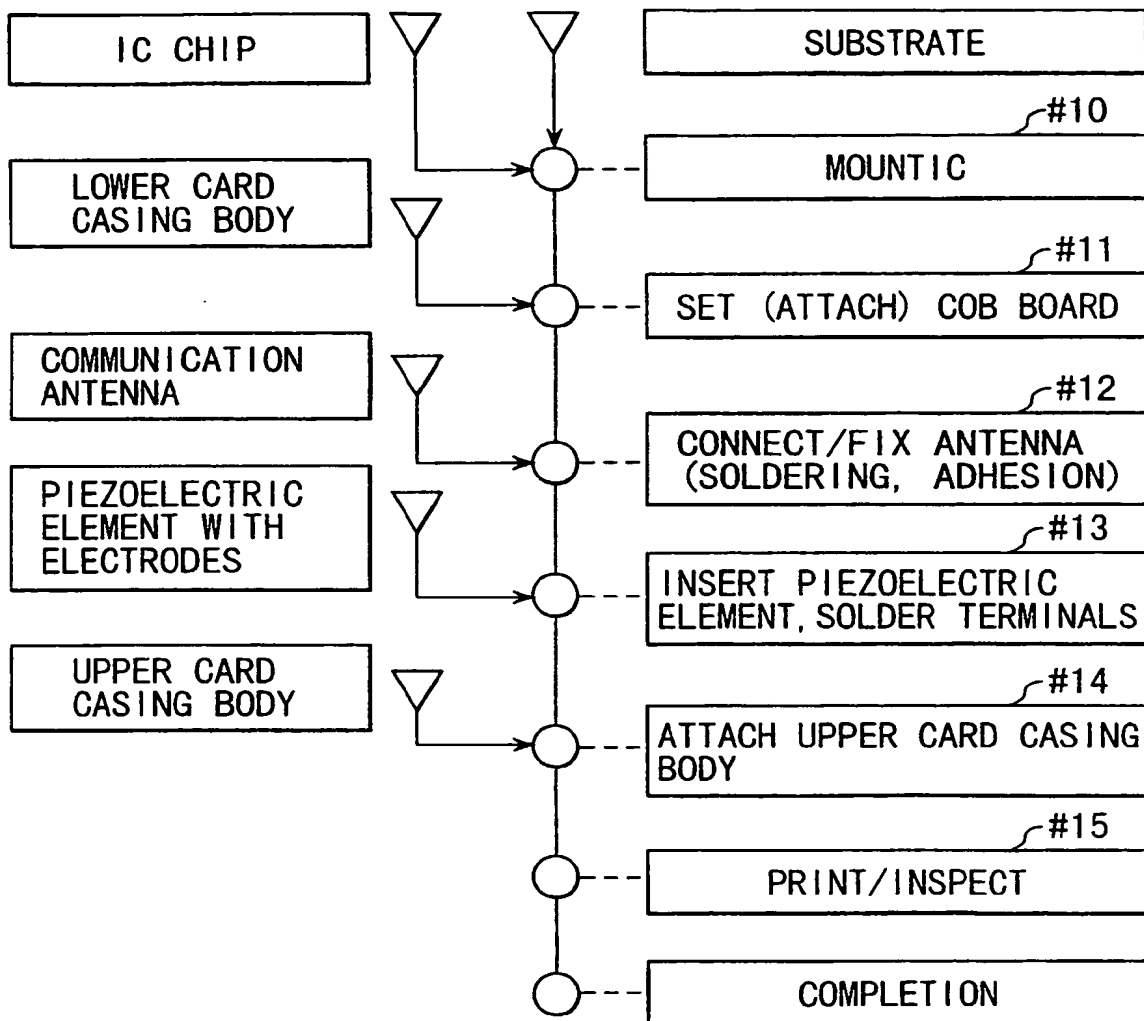 IC CHIP
SUBSTRATE
#10
MOUNTIC
LOWER CARD
CASING BODY
#11
SET (ATTACH) COB BOARD
COMMUNICATION
ANTENNA
#12
CONNECT/FIX ANTENNA
(SOLDERING, ADHESION)
PIEZOELECTRIC
ELEMENT WITH
ELECTRODES
#13
INSERT PIEZOELECTRIC
ELEMENT, SOLDER TERMINALS
UPPER CARD
CASING BODY
#14
ATTACH UPPER CARD CASING
BODY
#15
PRINT/INSPECT
COMPLETION